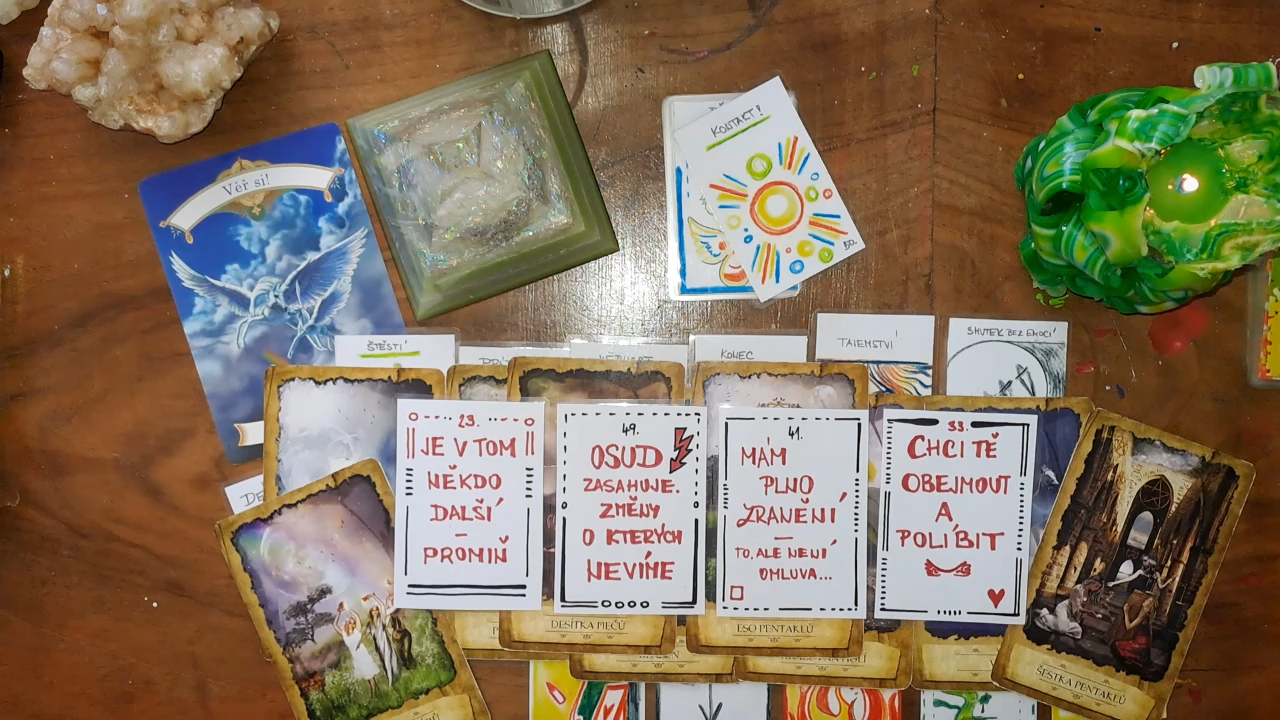 KONTAKT!
50.
Věř si!
ŠTĚSTÍ
KONEC
TAJEMSTVÍ
SMUTEK BEZ EMOCÍ
23.
JE V TOM
NĚKDO
DALŠÍ
–
PROMIŇ
49.
OSUD
ZASAHUJE.
ZMĚNY
O KTERÝCH
NEVÍME
41.
MÁM
PLNO
ZRANĚNÍ
–
TO, ALE NENÍ
OMLUVA...
33.
CHCI TĚ
OBEJMOUT
A
POLÍBIT
DESÍTKA MEČŮ
ESO PENTAKLŮ
ŠESTKA PENTAKLŮ